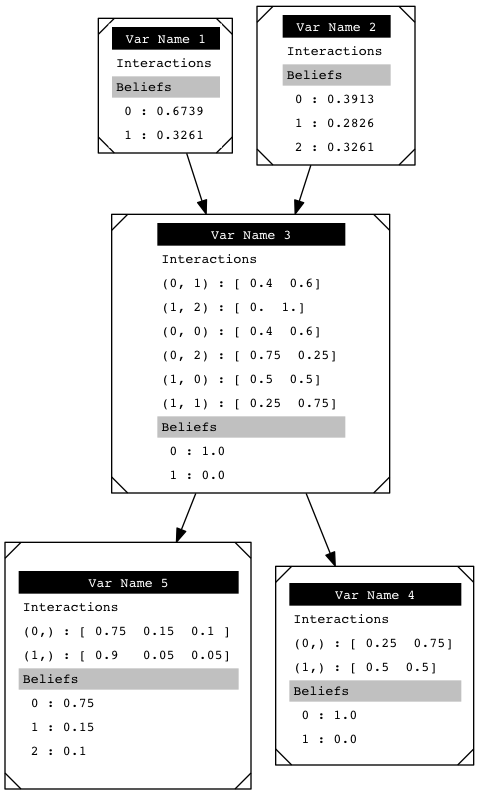 Var Name 1
Interactions
Beliefs
0 : 0.6739
1 : 0.3261
Var Name 2
Interactions
Beliefs
0 : 0.3913
1 : 0.2826
2 : 0.3261
Var Name 3
Interactions
(0, 1) : [ 0.4  0.6]
(1, 2) : [ 0.  1.]
(0, 0) : [ 0.4  0.6]
(0, 2) : [ 0.75  0.25]
(1, 0) : [ 0.5  0.5]
(1, 1) : [ 0.25  0.75]
Beliefs
0 : 1.0
1 : 0.0
Var Name 5
Interactions
(0,) : [ 0.75  0.15  0.1 ]
(1,) : [ 0.9   0.05  0.05]
Beliefs
0 : 0.75
1 : 0.15
2 : 0.1
Var Name 4
Interactions
(0,) : [ 0.25  0.75]
(1,) : [ 0.5  0.5]
Beliefs
0 : 1.0
1 : 0.0